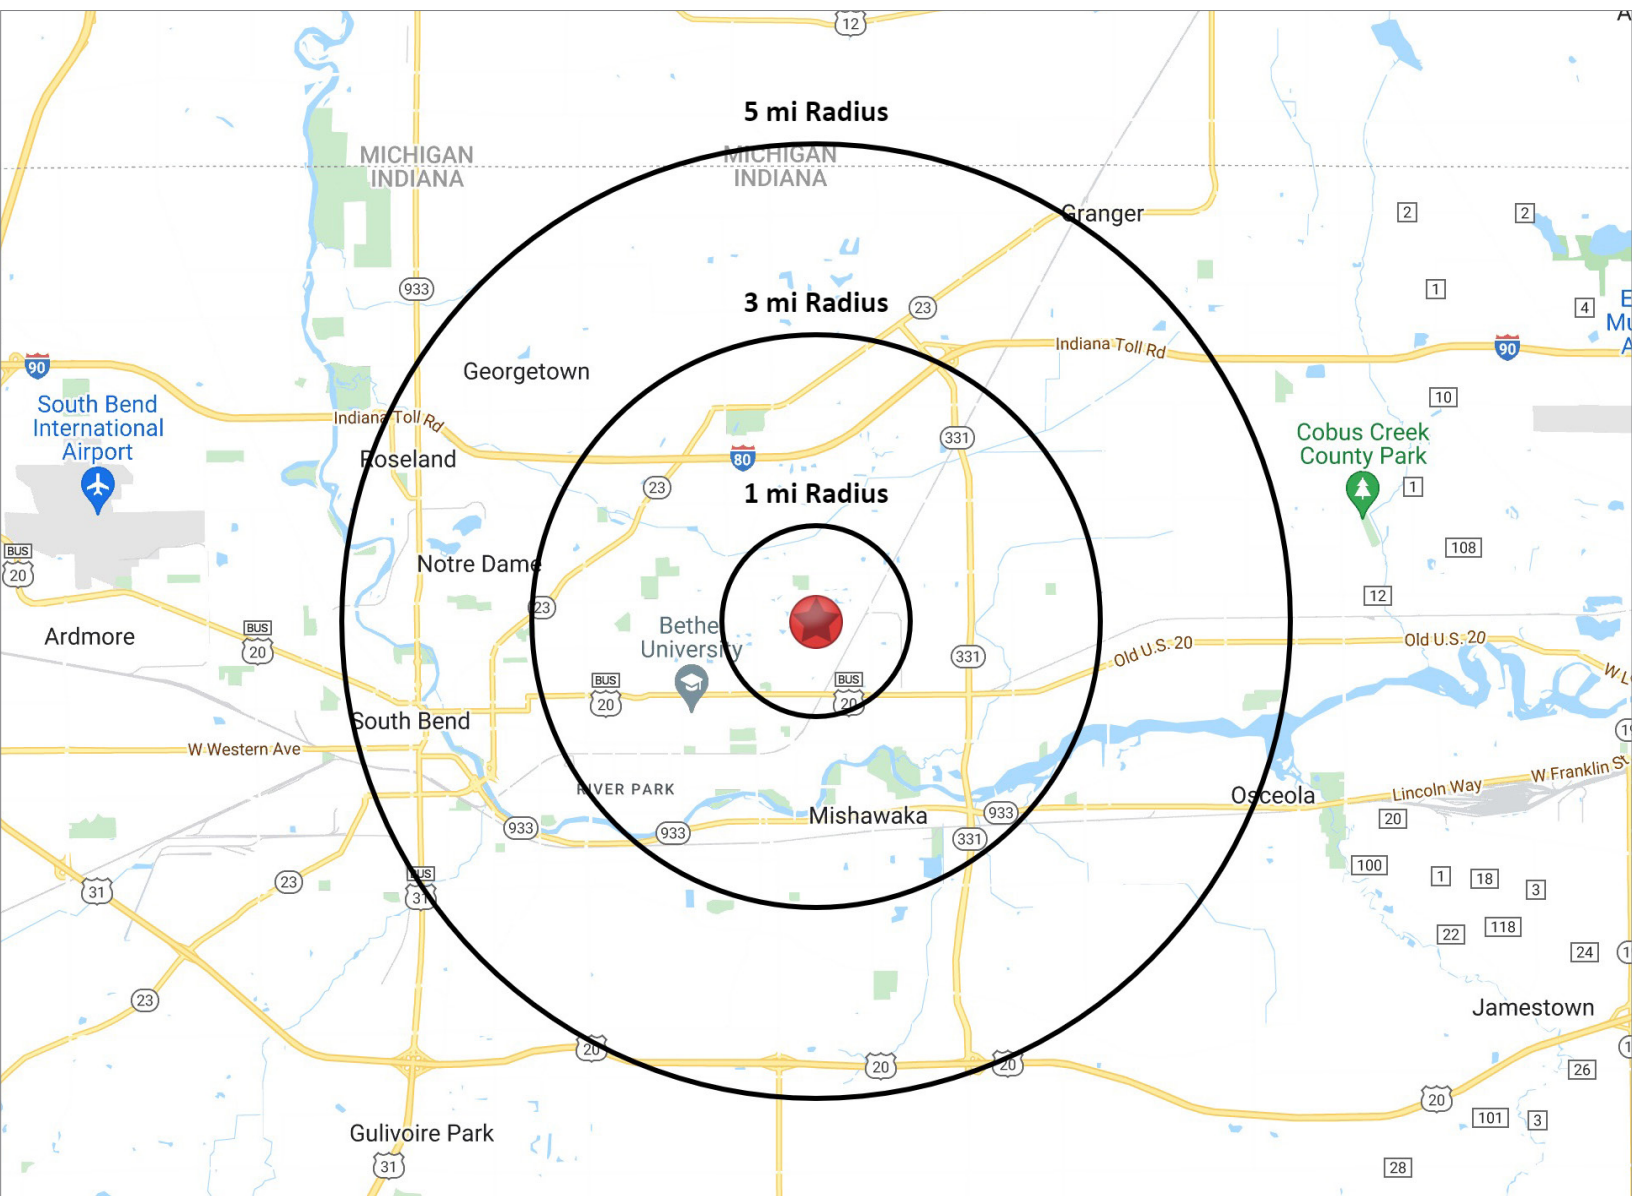 12
5 mi Radius
MICHIGAN
INDIANA
MICHIGAN
INDIANA
Granger
2
2
933
1
4
3 mi Radius
23
Indiana Toll Rd
90
90
Georgetown
10
South Bend
International
Airport
Indiana Toll Rd
331
Cobus Creek
County Park
Roseland
80
23
1
1 mi Radius
BUS
20
108
Notre Dame
12
23
Ardmore
BUS
20
Bethe
University
331
Old U.S. 20
Old U.S. 20
BUS
20
BUS
20
South Bend
W Western Ave
RIVER PARK
W Franklin St
Lincoln Way
Osceola
Mishawaka
933
20
933
933
331
100
BUS
31
31
23
1
18
3
22
118
24
23
Jamestown
20
20
20
26
20
101
3
Gulivoire Park
31
28